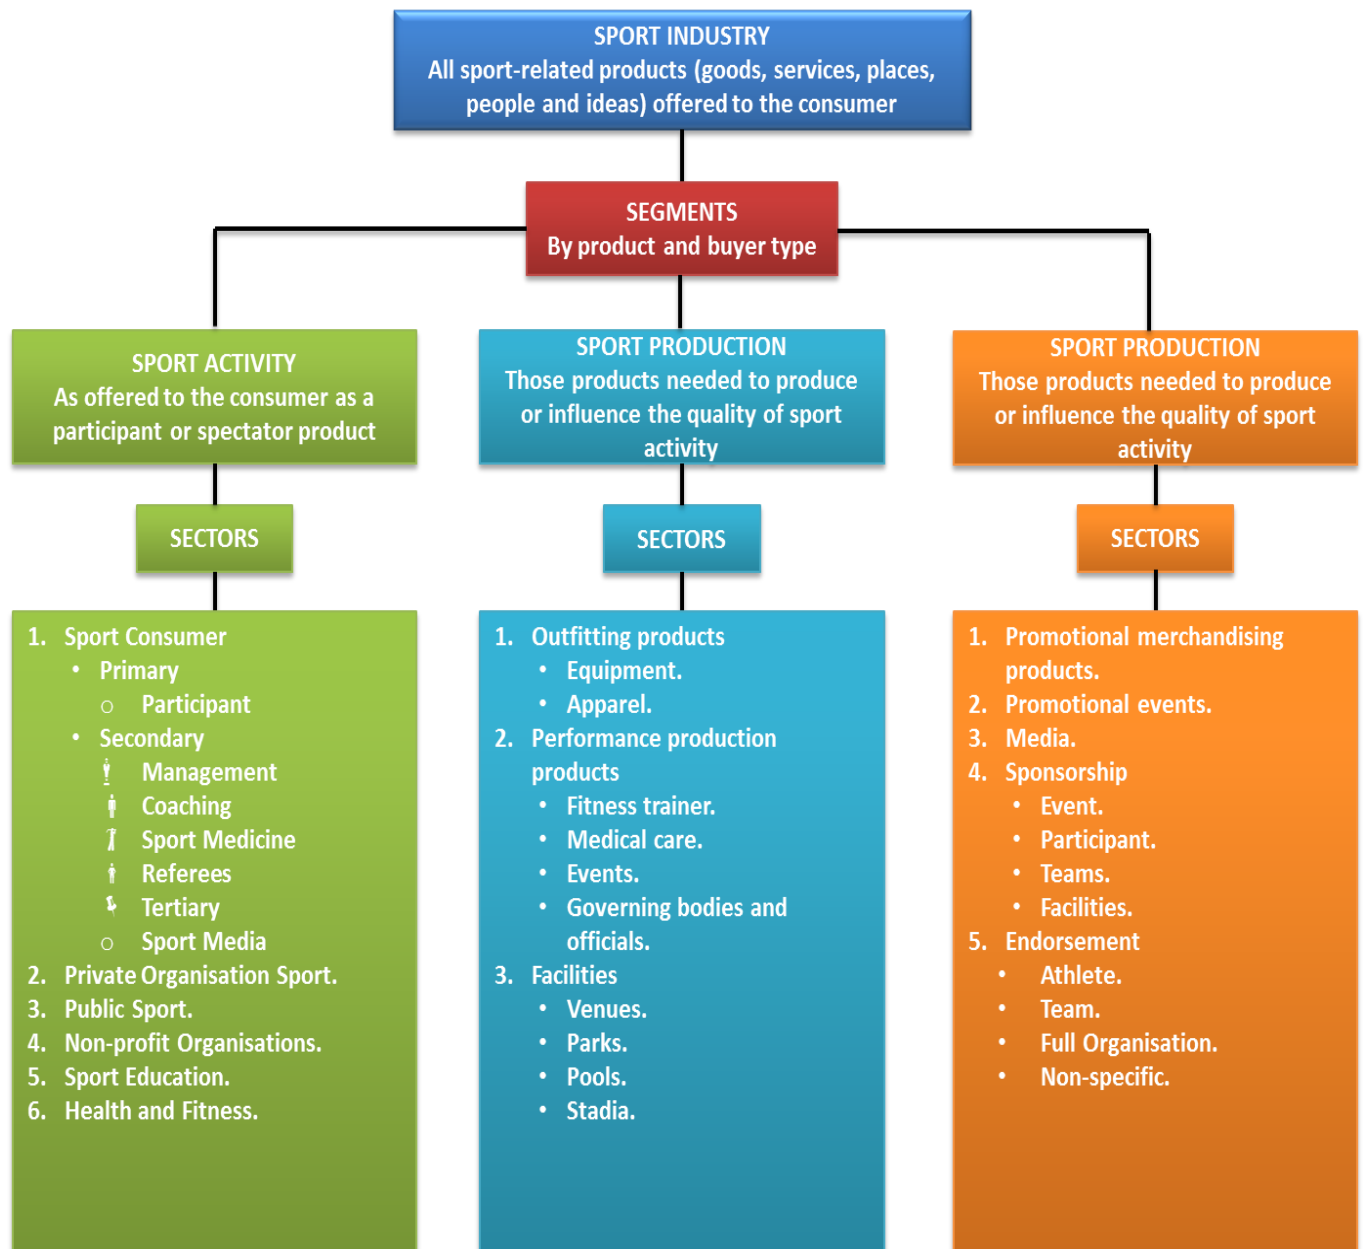 SPORT INDUSTRY
All sport-related products (goods, services, places,
people and ideas) offered to the consumer
SEGMENTS
By product and buyer type
SPORT ACTIVITY
As offered to the consumer as a
participant or spectator product
SECTORS
1. Sport Consumer
• Primary
o Participant
• Secondary
Management
Coaching
Sport Medicine
Referees
Tertiary
o Sport Media
2. Private Organisation Sport.
3. Public Sport.
4. Non-profit Organisations.
5. Sport Education.
6. Health and Fitness.
SPORT PRODUCTION
Those products needed to produce
or influence the quality of sport
activity
SECTORS
1. Outfitting products
• Equipment.
• Apparel.
2. Performance production
products
• Fitness trainer.
• Medical care.
• Events.
• Governing bodies and
officials.
3. Facilities
• Venues.
• Parks.
• Pools.
• Stadia.
SPORT PRODUCTION
Those products needed to produce
or influence the quality of sport
activity
SECTORS
1. Promotional merchandising
products.
2. Promotional events.
3. Media.
4. Sponsorship
• Event.
• Participant.
• Teams.
• Facilities.
5. Endorsement
• Athlete.
• Team.
• Full Organisation.
• Non-specific.